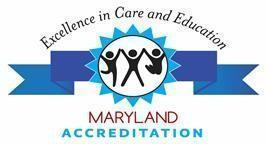 Excellence in Care and Education
MARYLAND
ACCREDITATION